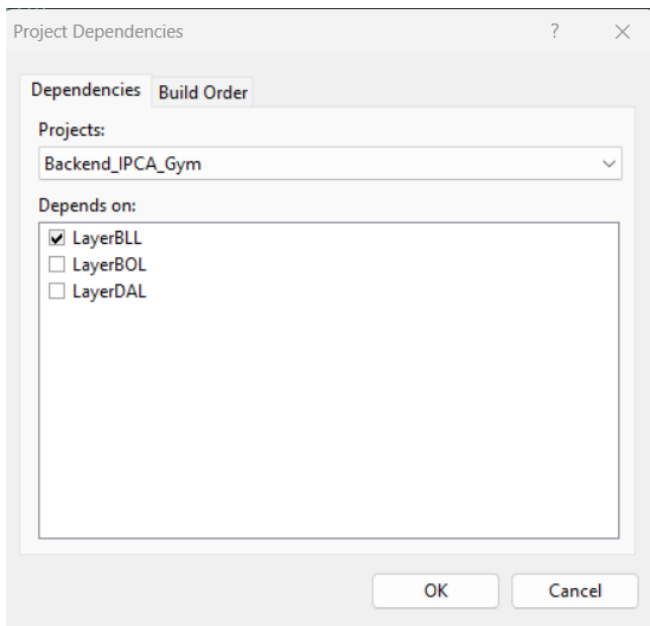 Project Dependencies ?
Dependencies Build Order
Projects:
Backend_IPCA_Gym
Depends on:
LayerBLL
LayerBOL
LayerDAL
OK Cancel